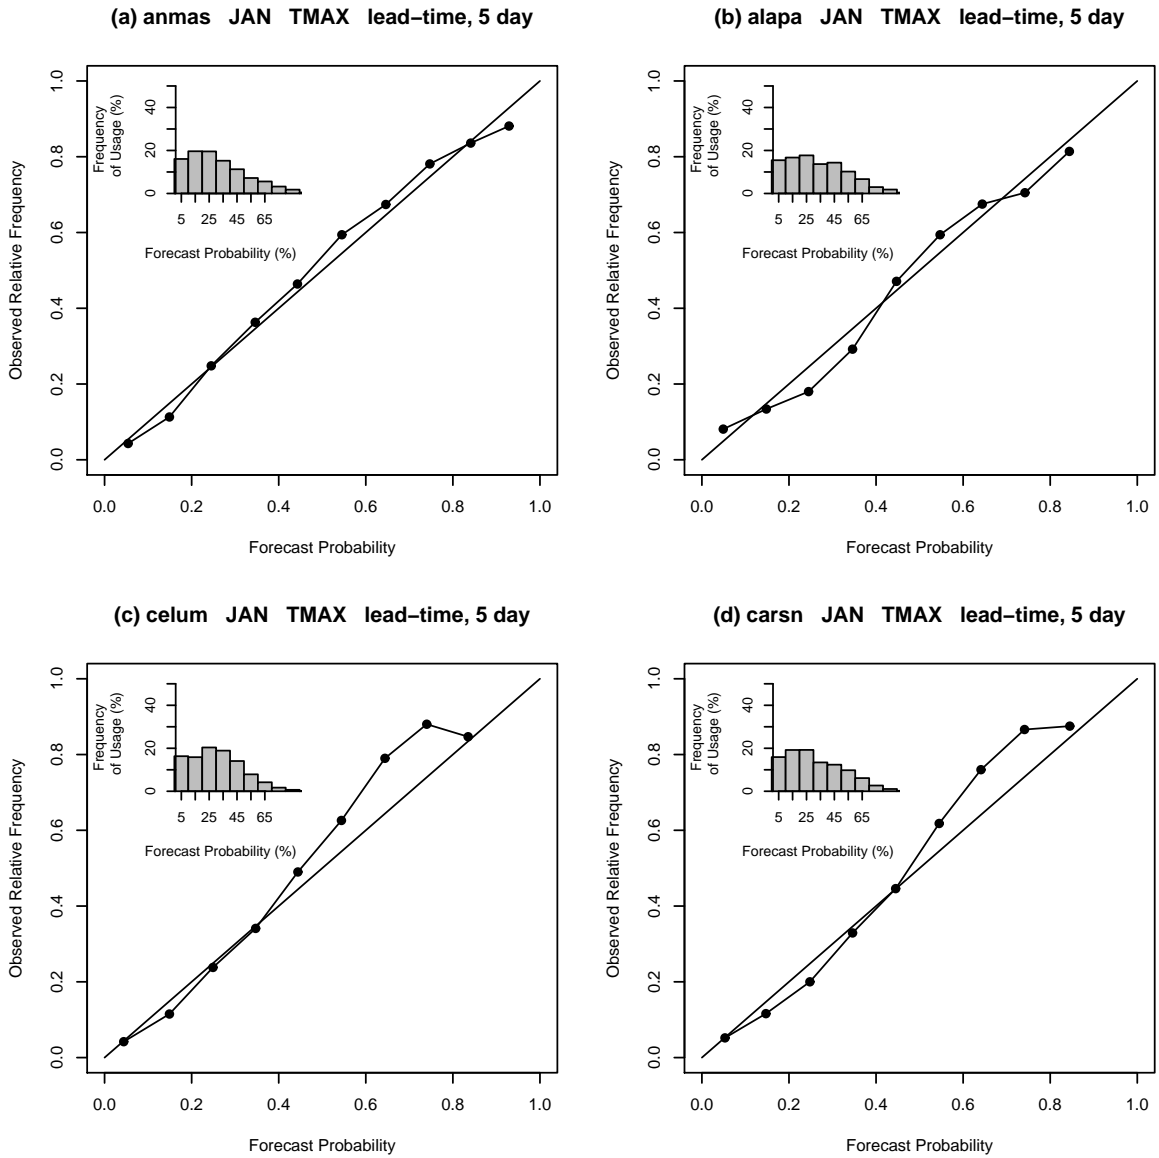 (a) anmas JAN TMAX lead−time, 5 day
Observed Relative Frequency
1.0
0.8
0.6
0.4
0.2
0.0
Frequency
of Usage (%)
40
20
0
5 25 45 65
Forecast Probability (%)
0.0 0.2 0.4 0.6 0.8 1.0
Forecast Probability
(b) alapa JAN TMAX lead−time, 5 day
Observed Relative Frequency
1.0
0.8
0.6
0.4
0.2
0.0
Frequency
of Usage (%)
40
20
0
5 25 45 65
Forecast Probability (%)
0.0 0.2 0.4 0.6 0.8 1.0
Forecast Probability
(c) celum JAN TMAX lead−time, 5 day
Observed Relative Frequency
1.0
0.8
0.6
0.4
0.2
0.0
Frequency
of Usage (%)
40
20
0
5 25 45 65
Forecast Probability (%)
0.0 0.2 0.4 0.6 0.8 1.0
Forecast Probability
(d) carsn JAN TMAX lead−time, 5 day
Observed Relative Frequency
1.0
0.8
0.6
0.4
0.2
0.0
Frequency
of Usage (%)
40
20
0
5 25 45 65
Forecast Probability (%)
0.0 0.2 0.4 0.6 0.8 1.0
Forecast Probability